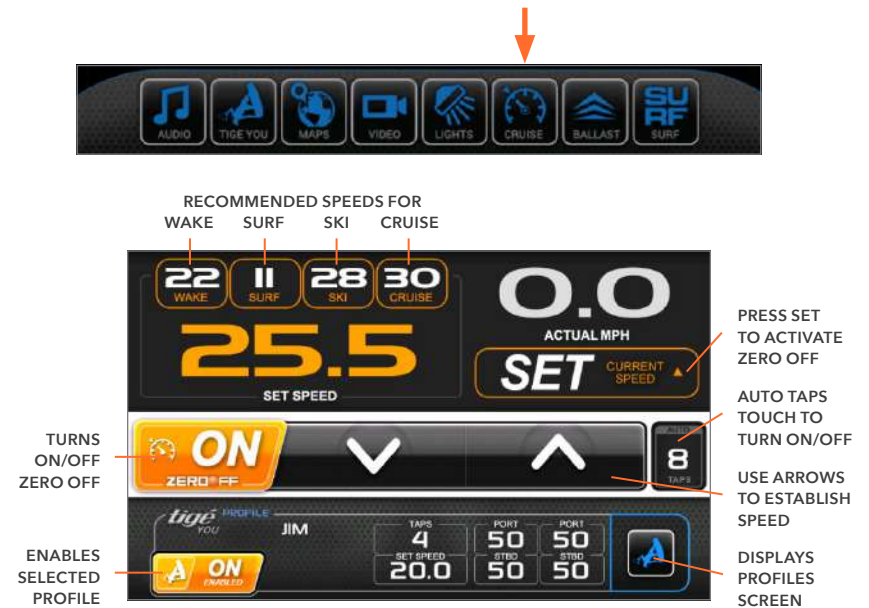 AUDIO TIGE YOU MAPS VIDEO LIGHTS CRUISE BALLAST SURF
SU
RF
RECOMMENDED SPEEDS FOR
WAKE SURF SKI CRUISE
22 11 28 30
WAKE SURF SKI CRUISE
25.5
SET SPEED
0.0
ACTUAL MPH
SET CURRENT SPEED
PRESS SET
TO ACTIVATE
ZERO OFF
AUTO TAPS
TOUCH TO
TURN ON/OFF
TURNS
ON/OFF
ZERO OFF
ON
ZERO FF
AUTO
8
TAPS
USE ARROWS
TO ESTABLISH
SPEED
tigé YOU PROFILE
JIM
TAPS
4
SET SPEED
20.0
PORT PORT
50 50
STBD STBD
50 50
ON
ENABLED
ENABLES
SELECTED
PROFILE
DISPLAYS
PROFILES
SCREEN